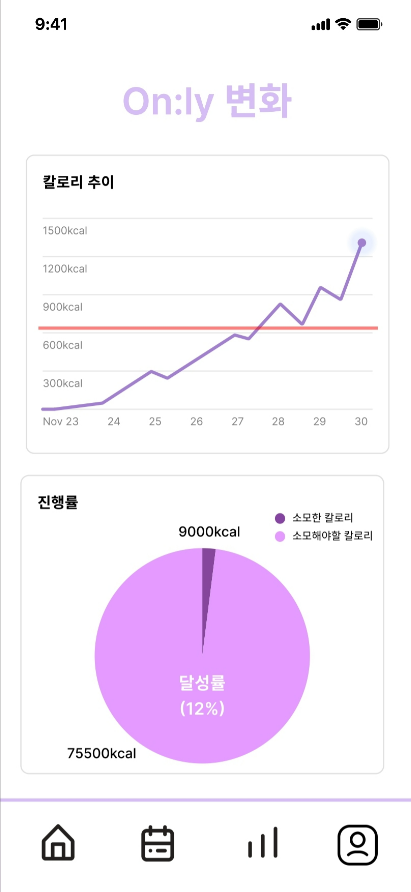 9:41
On:ly 변화
칼로리 추이
1500kcal
1200kcal
900kcal
600kcal
300kcal
Nov 23 24 25 26 27 28 29 30
진행률
소모한 칼로리
9000kcal
소모해야할 칼로리
달성률
(12%)
75500kcal